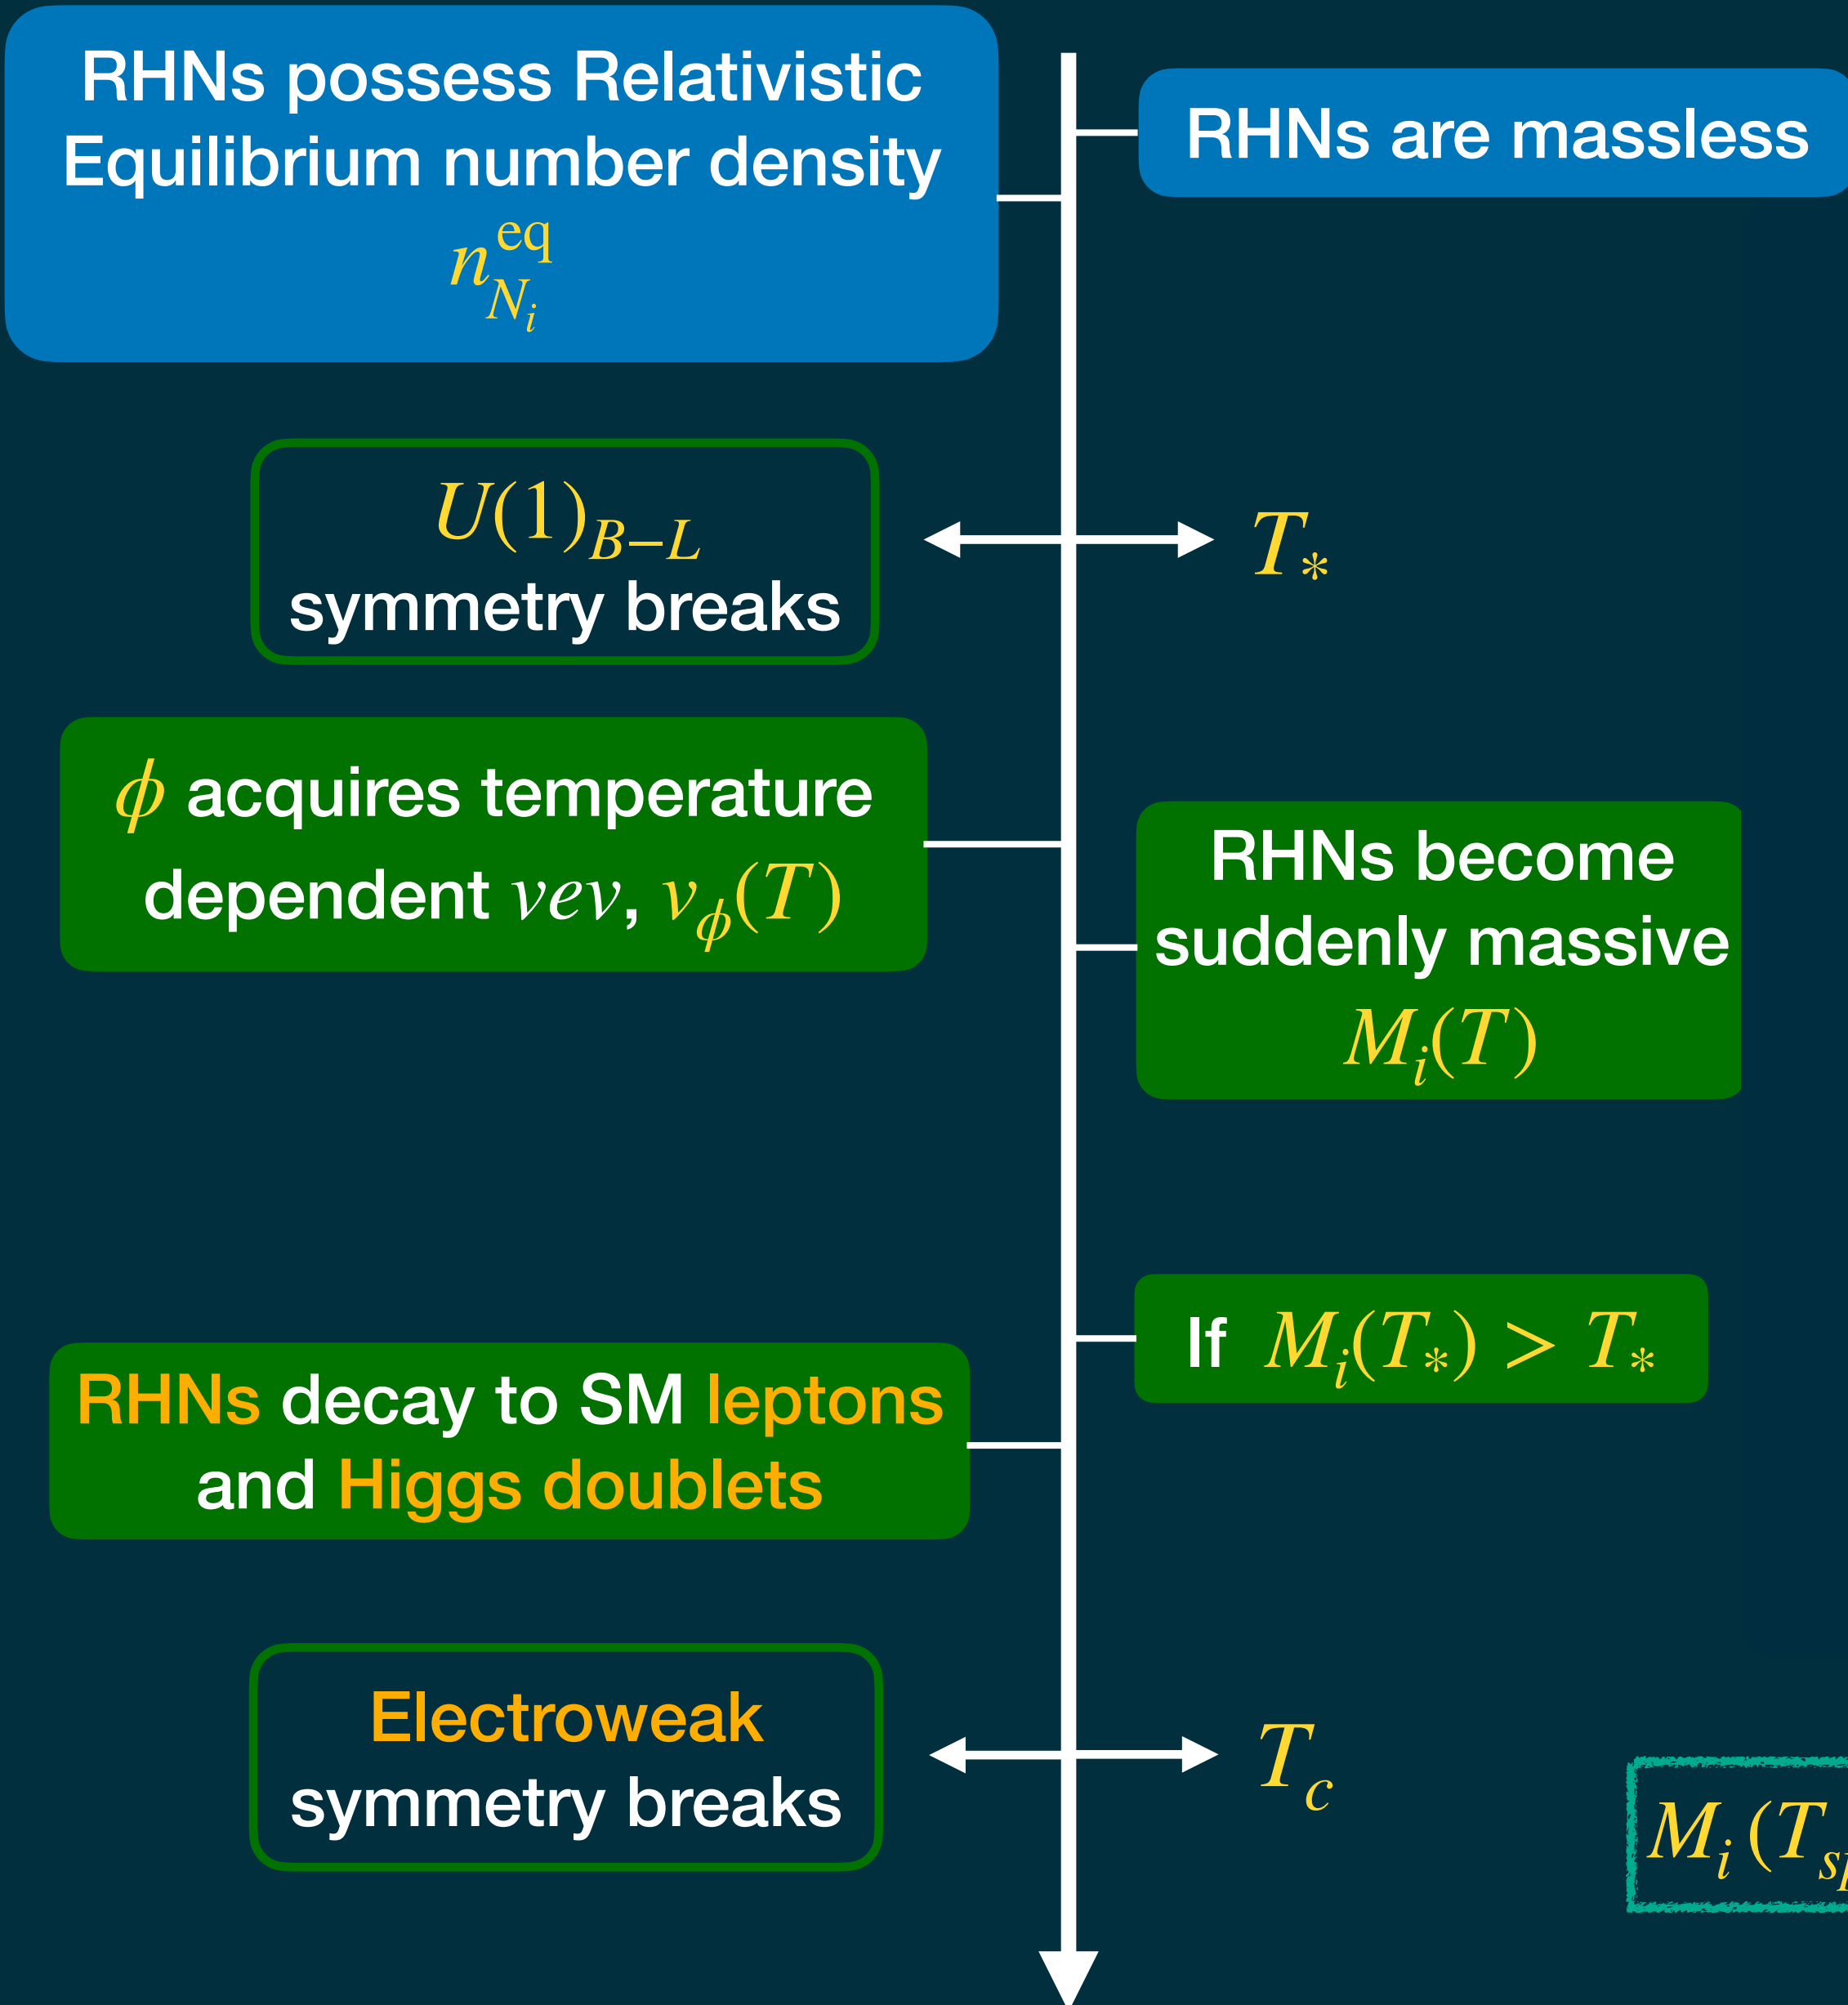 RHNs possess Relativistic
Equilibrium number density
n_{N_i}^{eq}
RHNs are massless
U(1)_{B−L}
symmetry breaks
T_*
ϕ acquires temperature
dependent vev, v_ϕ(T)
RHNs become
suddenly massive
M_i(T)
If M_i(T_*) > T_*
RHNs decay to SM leptons
and Higgs doublets
Electroweak
symmetry breaks
T_c
M_i (T_s